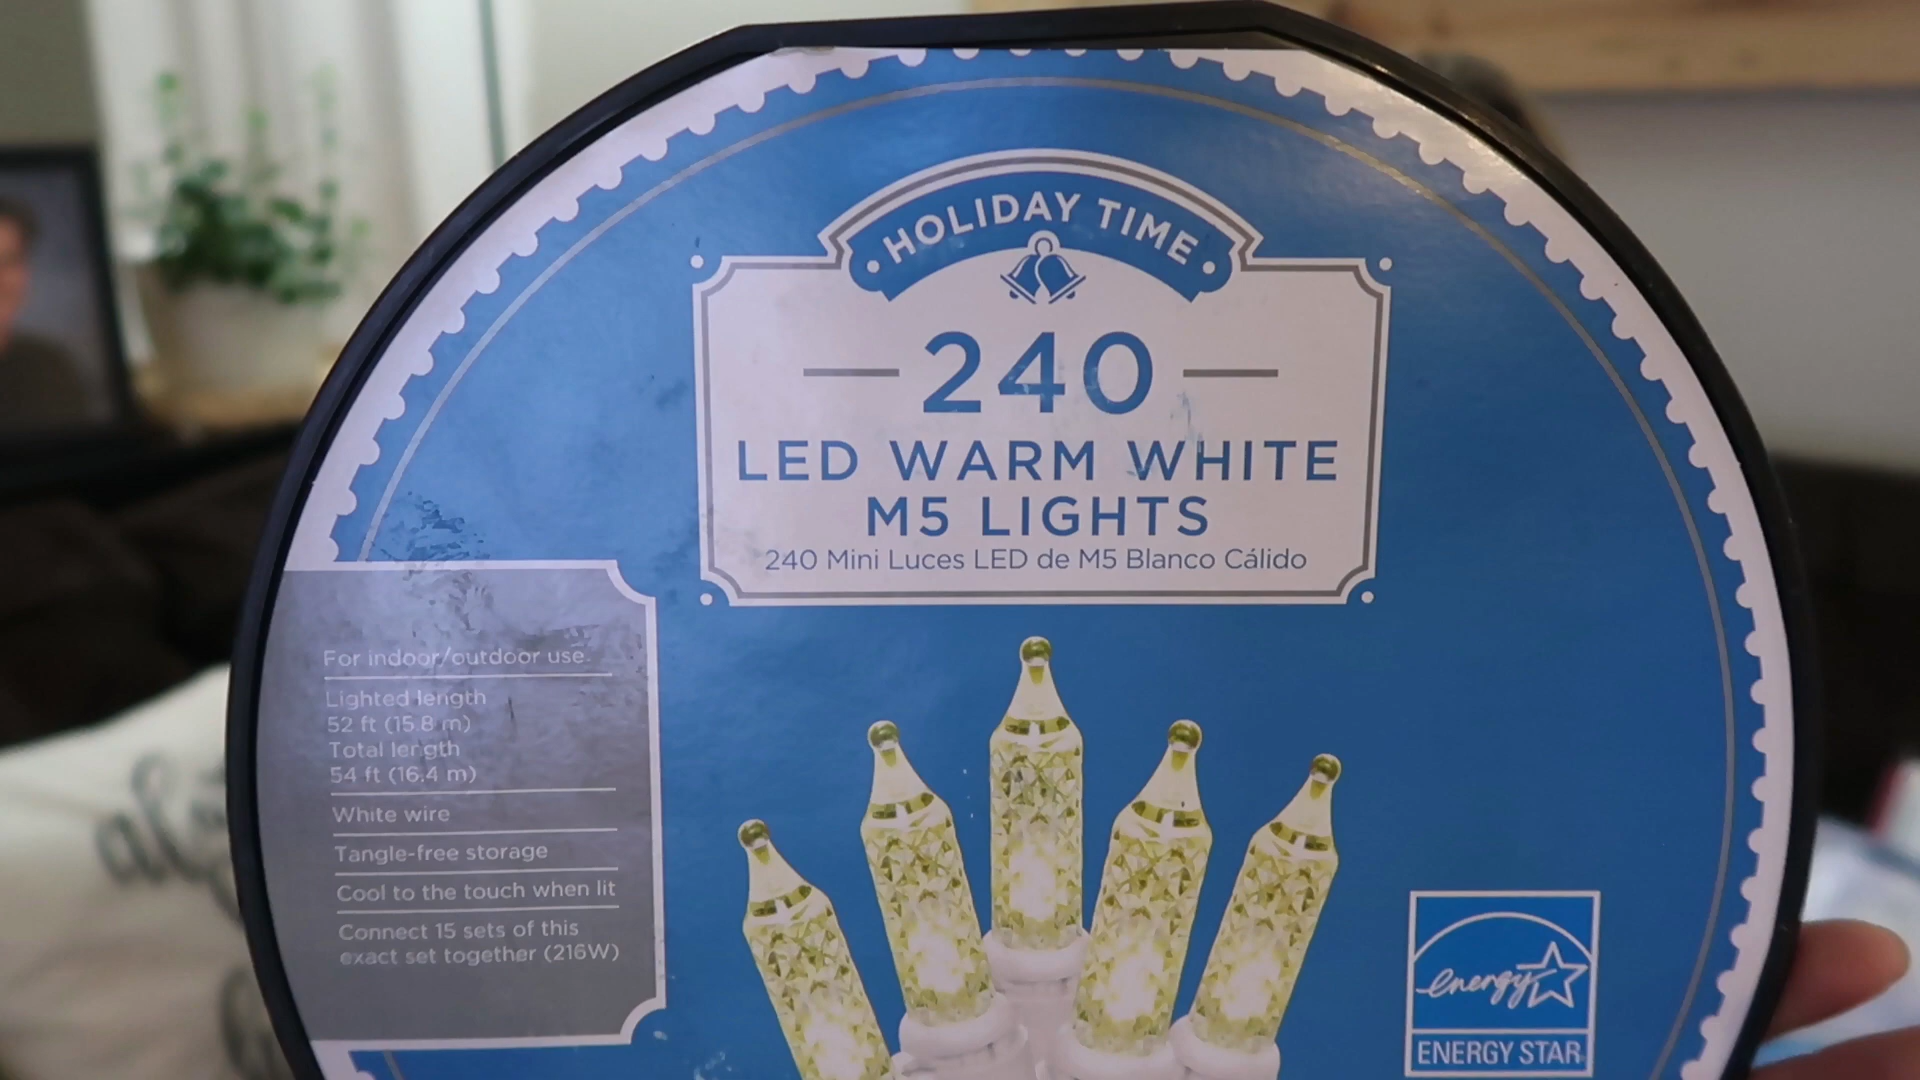 HOLIDAY TIME
240
LED WARM WHITE
M5 LIGHTS
240 Mini Luces LED de M5 Blanco Cálido
For indoor/outdoor use
Lighted length
52 ft (15.8 m)
Total length
54 ft (16.4 m)
White wire
Tangle-free storage
Cool to the touch when lit
Connect 15 sets of this
exact set together (216W)
energy
ENERGY STAR